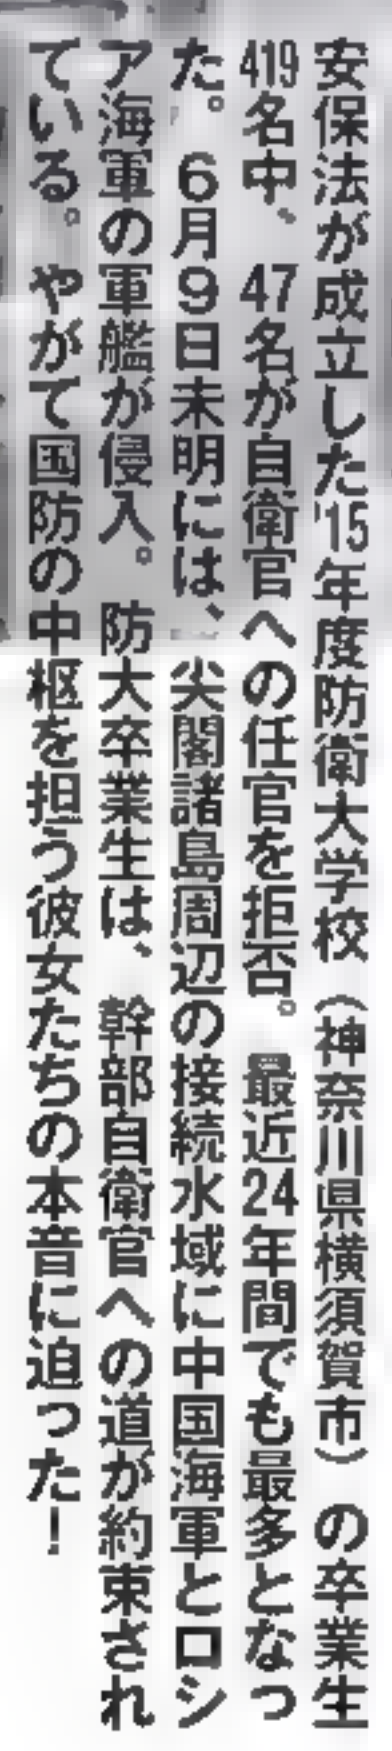 安保法が成立した'15年度防衛大学校（神奈川県横須賀市）の卒業生
419名中、47名が自衛官への任官を拒否。最近24年間でも最多となっ
た。6月9日未明には、尖閣諸島周辺の接続水域に中国海軍とロシ
ア海軍の軍艦が侵入。防大卒業生は、幹部自衛官への道が約束され
ている。やがて国防の中枢を担う彼女たちの本音に迫った！